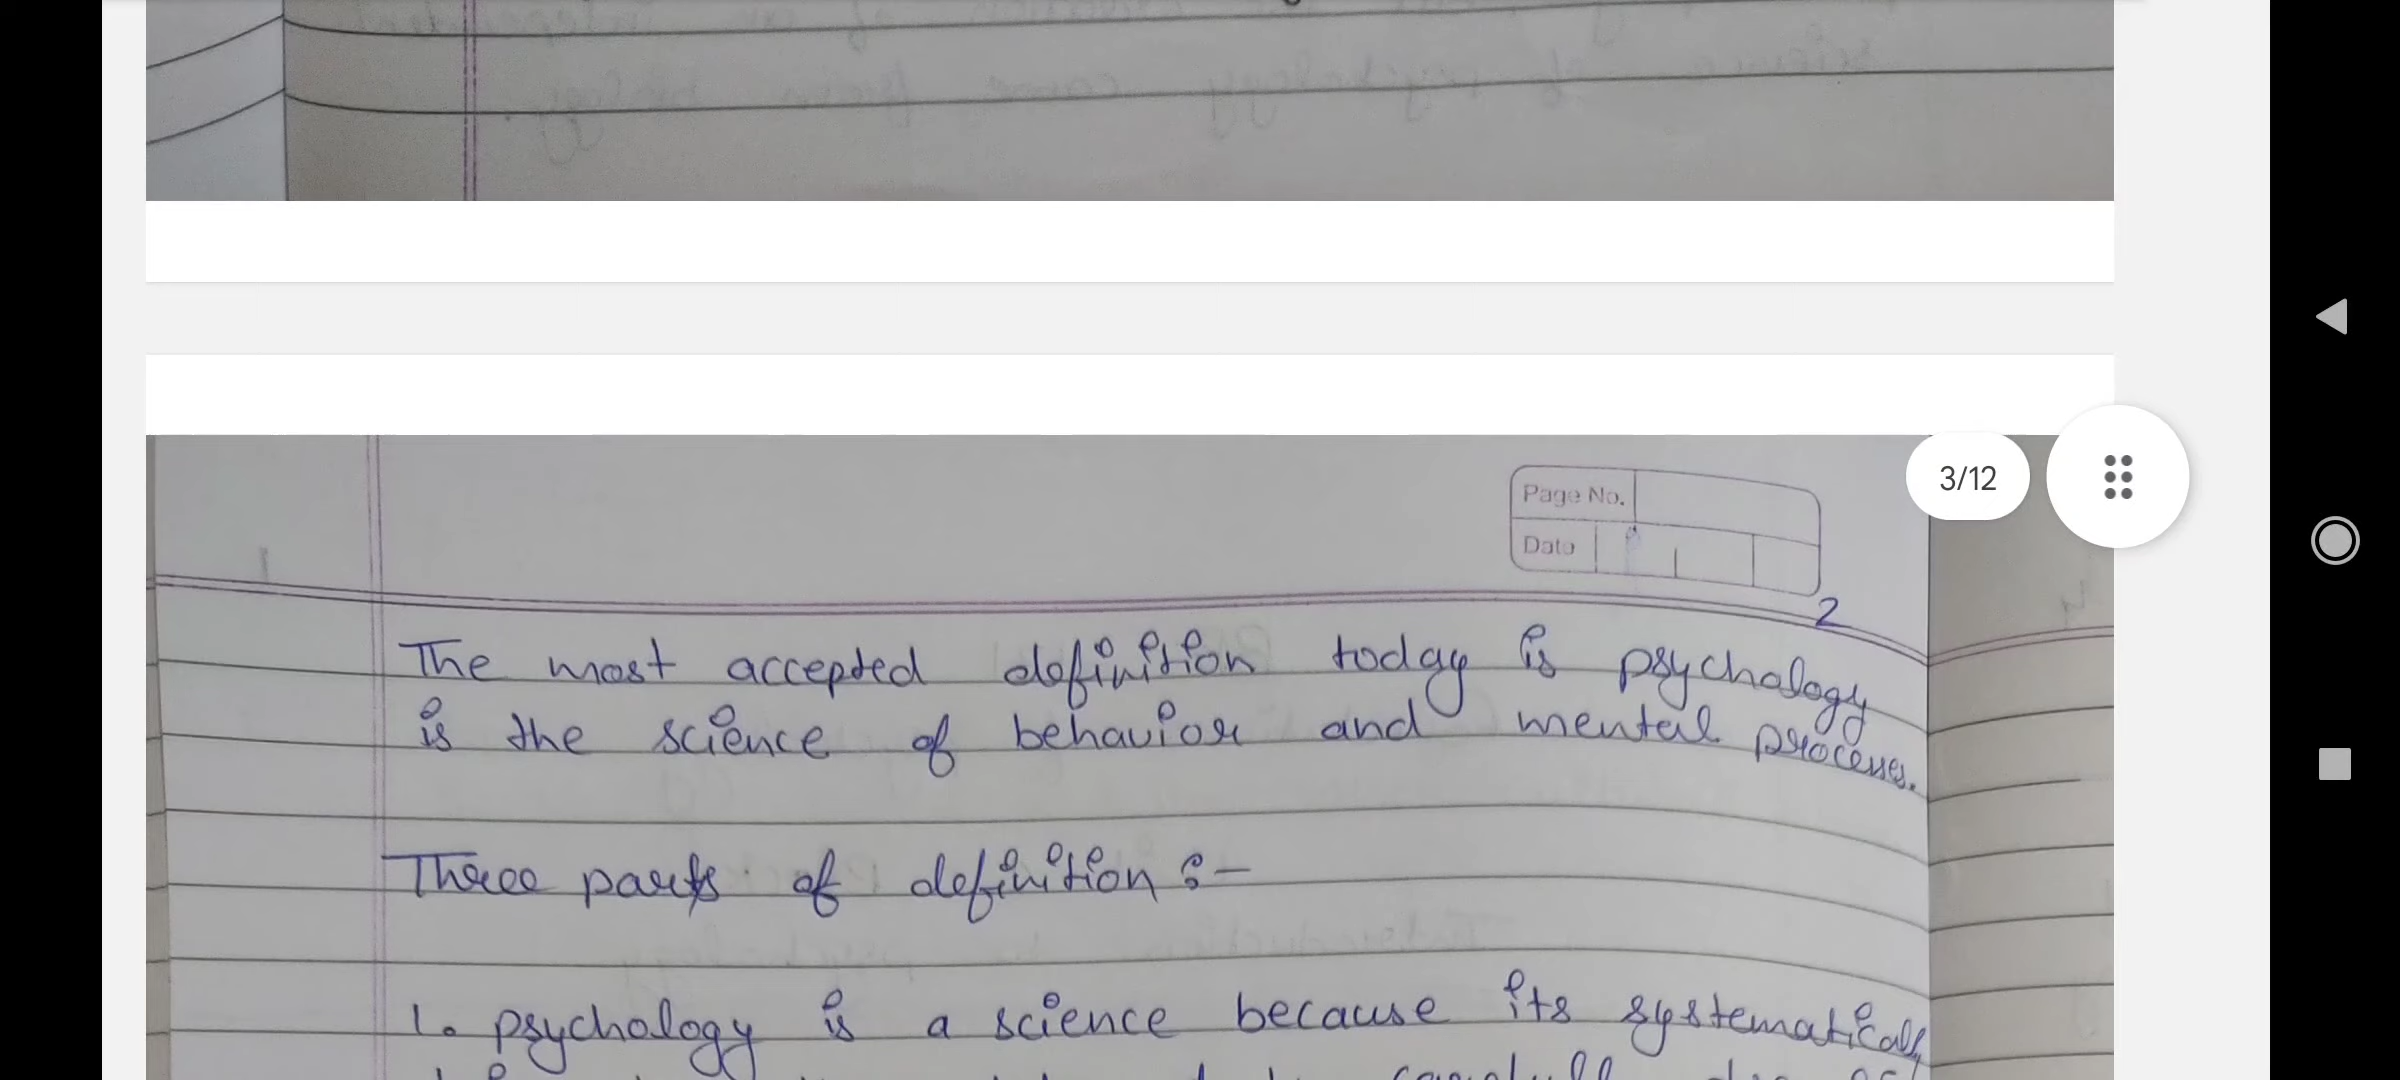 3/12
Page No.
Date
2
The most accepted definition today is psychology
is the science of behavior and mental processes.
Three parts of definition :-
1. psychology is a science because its systematically